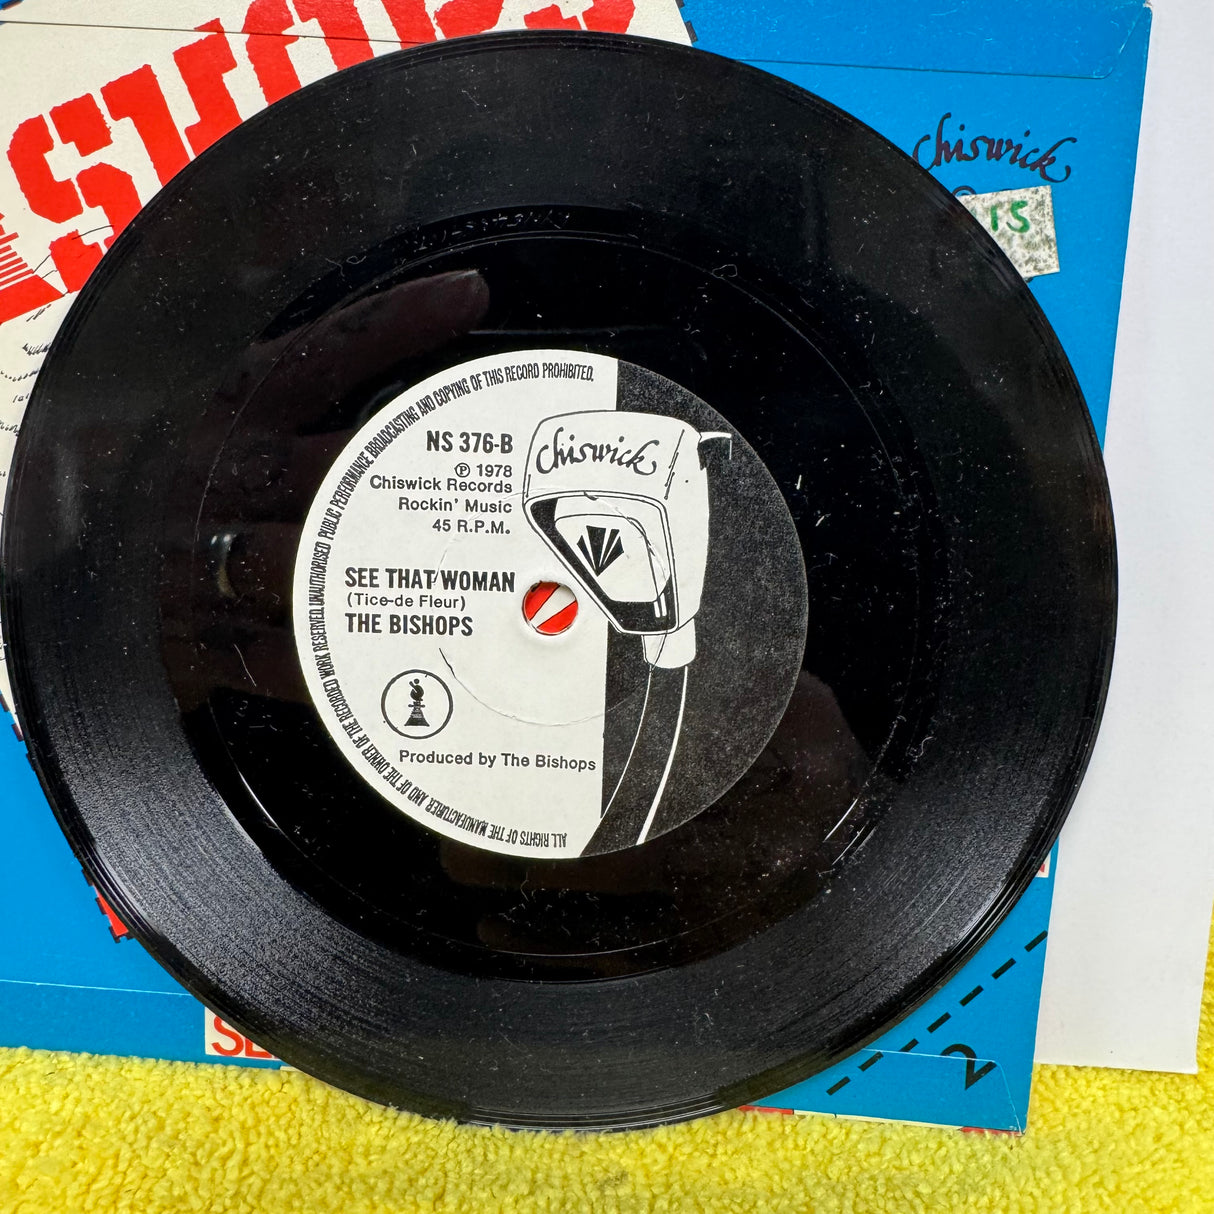 Chiswick
15
ALL RIGHTS OF THE MANUFACTURER AND OF THE OWNER OF THE RECORDED WORK RESERVED. UNAUTHORISED PUBLIC PERFORMANCE BROADCASTING AND COPYING OF THIS RECORD PROHIBITED.
NS 376-B
℗ 1978
Chiswick Records
Rockin' Music
45 R.P.M.
Chiswick
SEE THAT WOMAN
(Tice-de Fleur)
THE BISHOPS
Produced by The Bishops
2